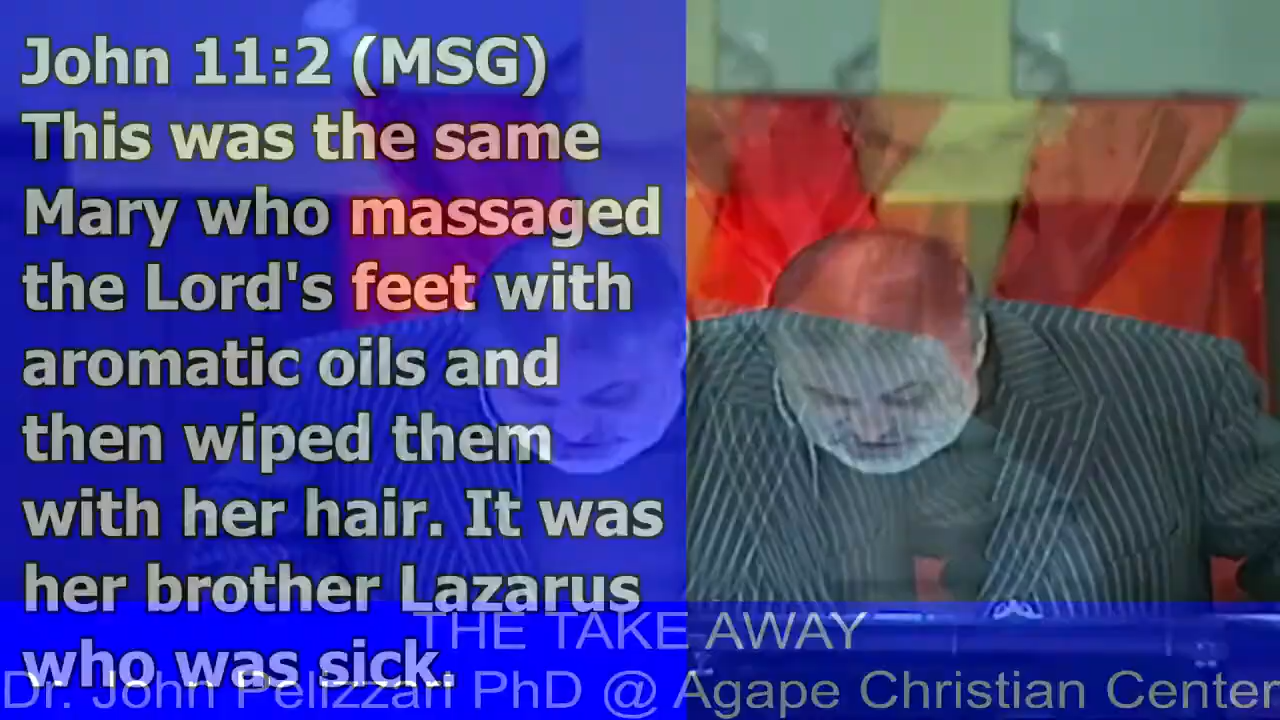 John 11:2 (MSG)
This was the same
Mary who massaged
the Lord's feet with
aromatic oils and
then wiped them
with her hair. It was
her brother Lazarus
who was sick.
THE TAKE AWAY
Dr. John Pelizzari PhD @ Agape Christian Center